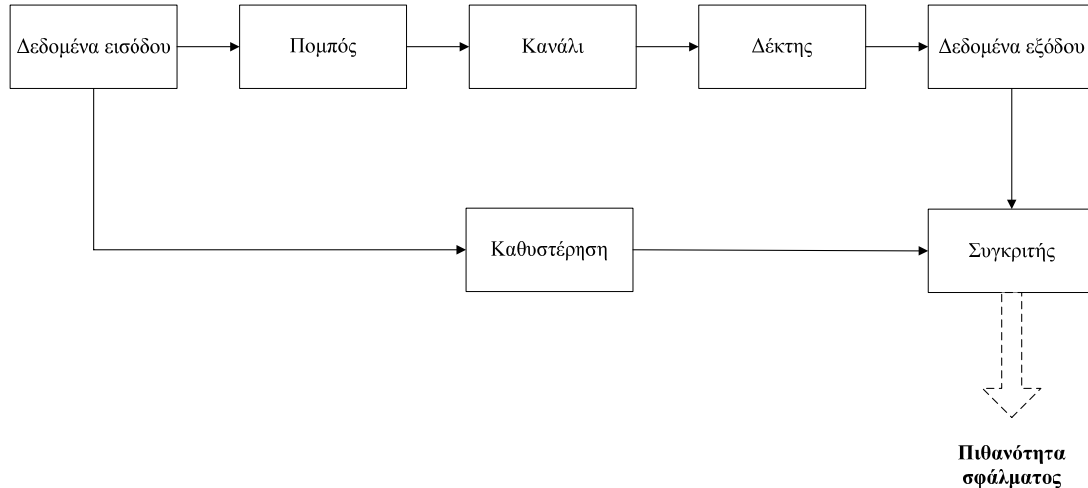 Δεδομένα εισόδου
Πομπός
Κανάλι
Δέκτης
Δεδομένα εξόδου
Καθυστέρηση
Συγκριτής
Πιθανότητα
σφάλματος